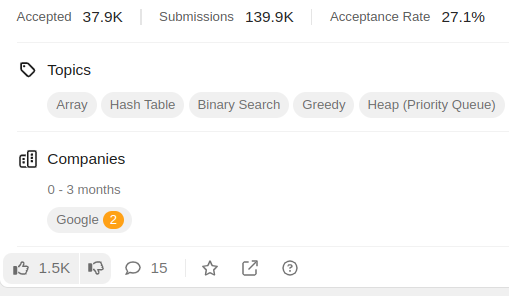 Accepted 37.9K Submissions 139.9K Acceptance Rate 27.1%
Topics
Array Hash Table Binary Search Greedy Heap (Priority Queue)
Companies
0 - 3 months
Google 2
1.5K 15